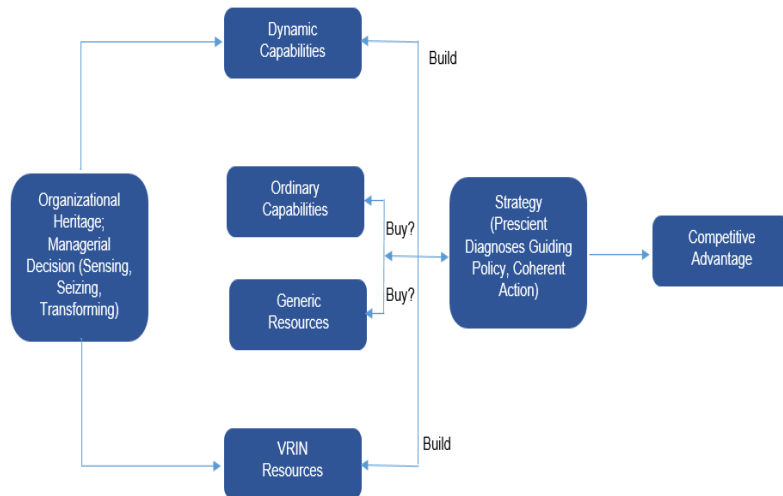 Dynamic
Capabilities
Build
Organizational
Heritage;
Managerial
Decision (Sensing,
Seizing,
Transforming)
Ordinary
Capabilities
Buy?
Strategy
(Prescient
Diagnoses Guiding
Policy, Coherent
Action)
Competitive
Advantage
Generic
Resources
Buy?
VRIN
Resources
Build